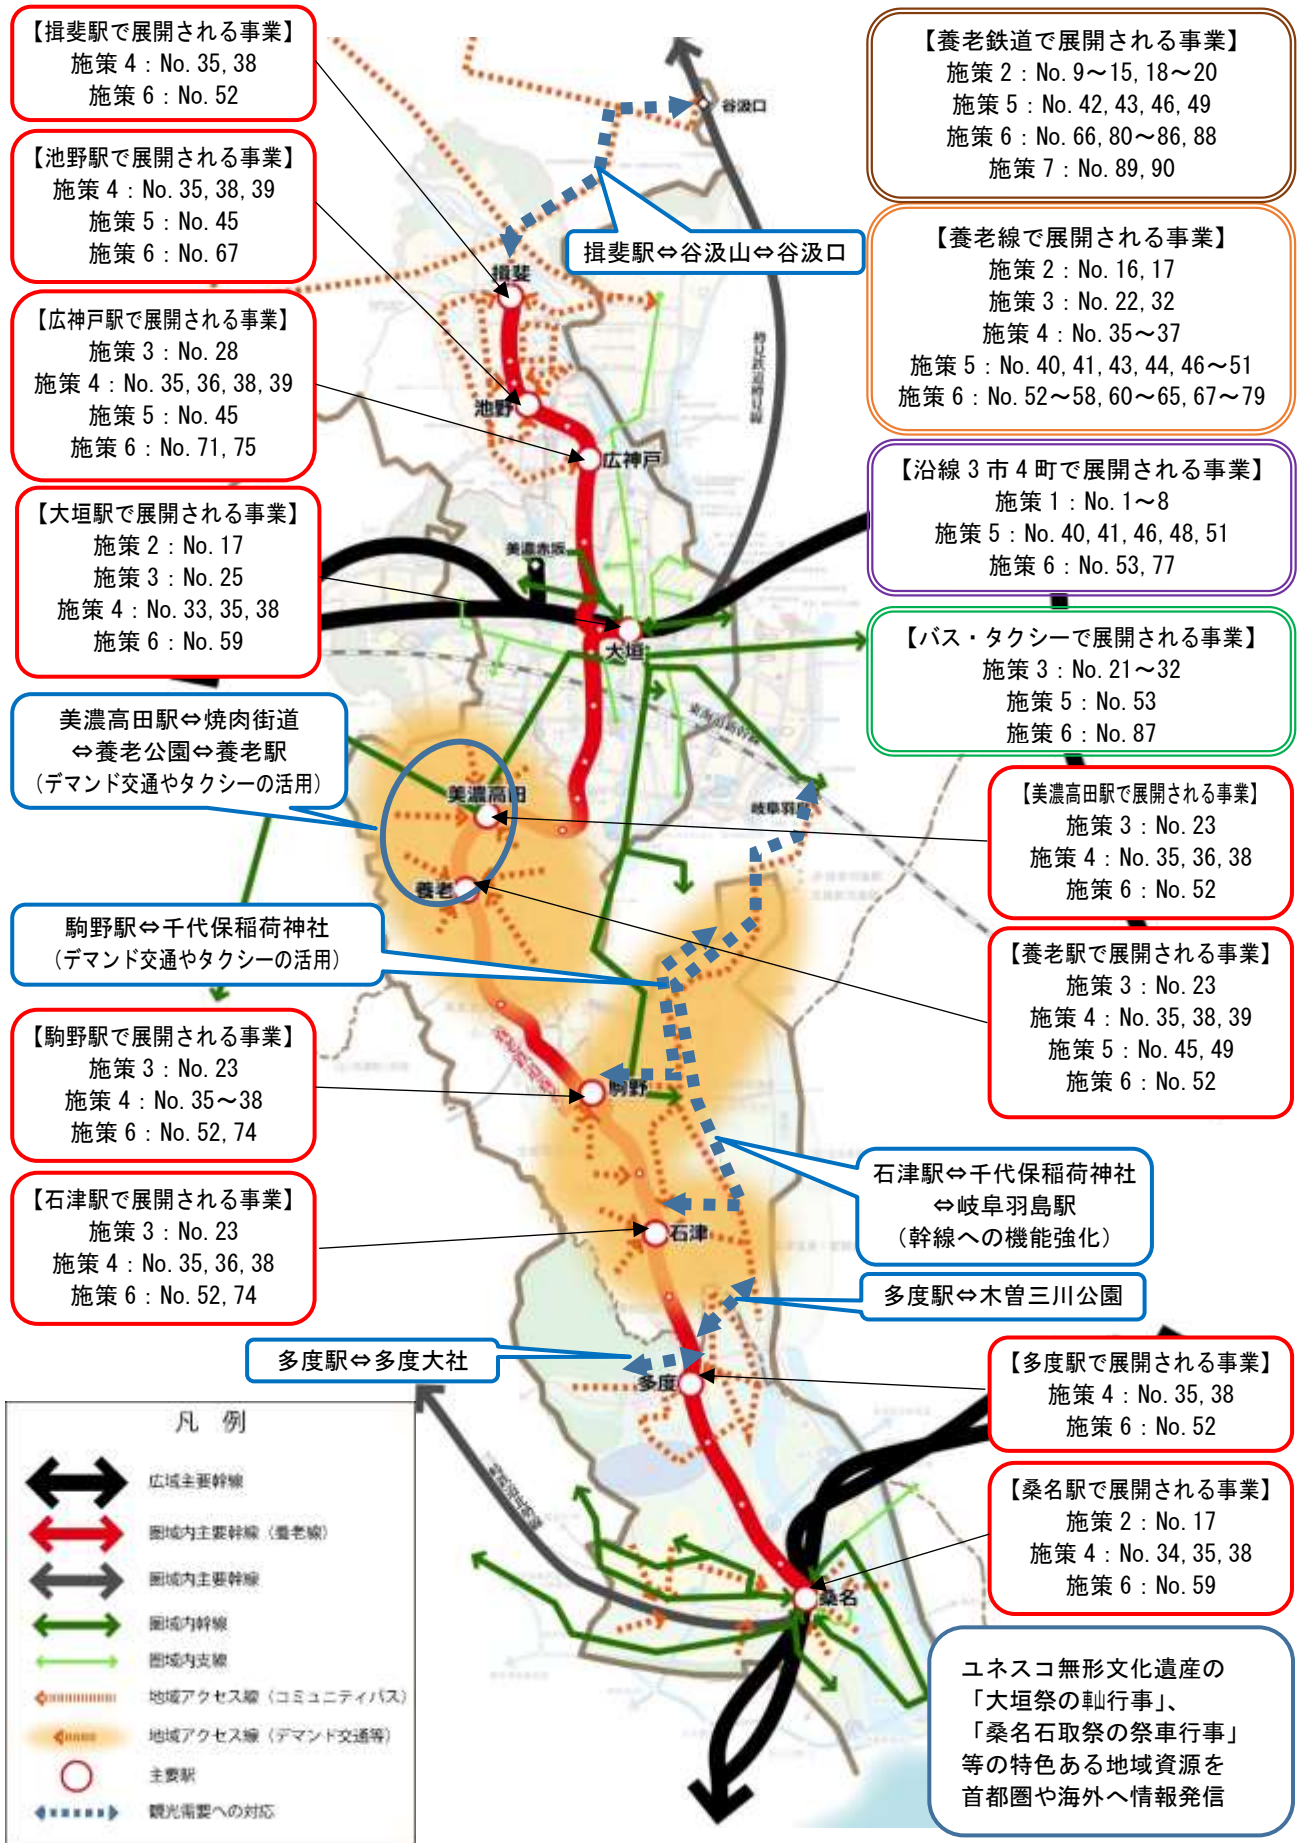 【揖斐駅で展開される事業】
施策 4：No.35,38
施策 6：No.52
【池野駅で展開される事業】
施策 4：No.35,38,39
施策 5：No.45
施策 6：No.67
【広神戸駅で展開される事業】
施策 3：No.28
施策 4：No.35,36,38,39
施策 5：No.45
施策 6：No.71,75
【大垣駅で展開される事業】
施策 2：No.17
施策 3：No.25
施策 4：No.33,35,38
施策 6：No.59
美濃高田駅⇔焼肉街道
⇔養老公園⇔養老駅
（デマンド交通やタクシーの活用）
駒野駅⇔千代保稲荷神社
（デマンド交通やタクシーの活用）
【駒野駅で展開される事業】
施策 3：No.23
施策 4：No.35～38
施策 6：No.52,74
【石津駅で展開される事業】
施策 3：No.23
施策 4：No.35,36,38
施策 6：No.52,74
多度駅⇔多度大社
谷汲口
揖斐駅⇔谷汲山⇔谷汲口
揖斐
池野
広神戸
樽見鉄道樽見線
美濃赤坂
大垣
東海道新幹線
美濃高田
岐阜羽島
養老
駒野
石津
多度
桑名
【養老鉄道で展開される事業】
施策 2：No.9～15,18～20
施策 5：No.42,43,46,49
施策 6：No.66,80～86,88
施策 7：No.89,90
【養老線で展開される事業】
施策 2：No.16,17
施策 3：No.22,32
施策 4：No.35～37
施策 5：No.40,41,43,44,46～51
施策 6：No.52～58,60～65,67～79
【沿線 3 市 4 町で展開される事業】
施策 1：No.1～8
施策 5：No.40,41,46,48,51
施策 6：No.53,77
【バス・タクシーで展開される事業】
施策 3：No.21～32
施策 5：No.53
施策 6：No.87
【美濃高田駅で展開される事業】
施策 3：No.23
施策 4：No.35,36,38
施策 6：No.52
【養老駅で展開される事業】
施策 3：No.23
施策 4：No.35,38,39
施策 5：No.45,49
施策 6：No.52
石津駅⇔千代保稲荷神社
⇔岐阜羽島駅
（幹線への機能強化）
多度駅⇔木曽三川公園
【多度駅で展開される事業】
施策 4：No.35,38
施策 6：No.52
【桑名駅で展開される事業】
施策 2：No.17
施策 4：No.34,35,38
施策 6：No.59
ユネスコ無形文化遺産の
「大垣祭の軕行事」、
「桑名石取祭の祭車行事」
等の特色ある地域資源を
首都圏や海外へ情報発信
凡 例
広域主要幹線
圏域内主要幹線（養老線）
圏域内主要幹線
圏域内幹線
圏域内支線
地域アクセス線（コミュニティバス）
地域アクセス線（デマンド交通等）
主要駅
観光需要への対応